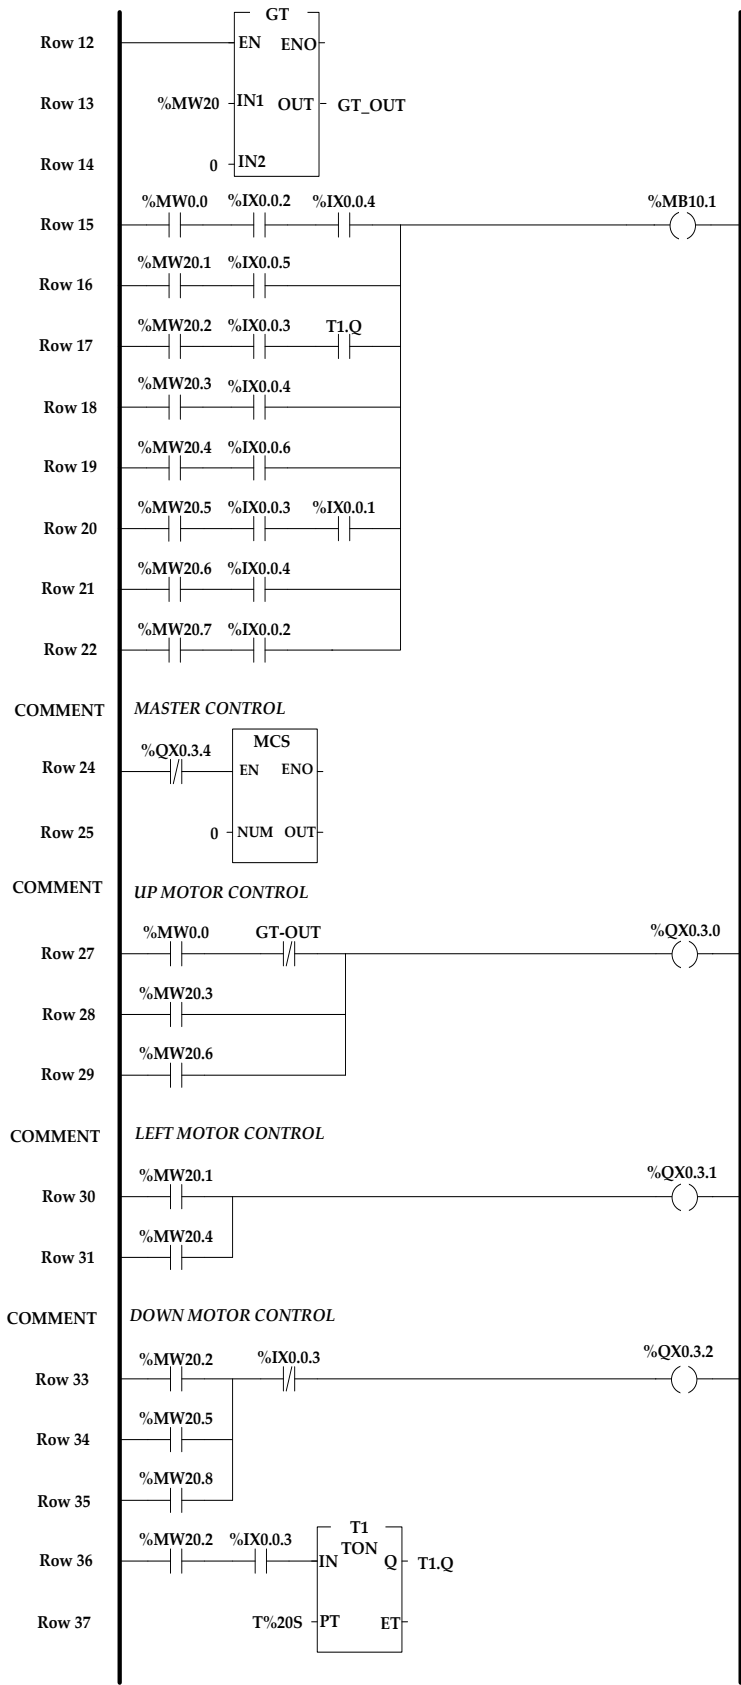 GT
Row 12 EN ENO
Row 13 %MW20 IN1 OUT GT_OUT
Row 14 0 IN2
%MW0.0 %IX0.0.2 %IX0.0.4 %MB10.1
Row 15
%MW20.1 %IX0.0.5
Row 16
%MW20.2 %IX0.0.3 T1.Q
Row 17
%MW20.3 %IX0.0.4
Row 18
%MW20.4 %IX0.0.6
Row 19
%MW20.5 %IX0.0.3 %IX0.0.1
Row 20
%MW20.6 %IX0.0.4
Row 21
%MW20.7 %IX0.0.2
Row 22
COMMENT MASTER CONTROL
%QX0.3.4 MCS
Row 24 EN ENO
Row 25 0 NUM OUT
COMMENT UP MOTOR CONTROL
%MW0.0 GT-OUT %QX0.3.0
Row 27
%MW20.3
Row 28
%MW20.6
Row 29
COMMENT LEFT MOTOR CONTROL
%MW20.1 %QX0.3.1
Row 30
%MW20.4
Row 31
COMMENT DOWN MOTOR CONTROL
%MW20.2 %IX0.0.3 %QX0.3.2
Row 33
%MW20.5
Row 34
%MW20.8
Row 35
%MW20.2 %IX0.0.3 T1
TON
Row 36 IN Q T1.Q
Row 37 T%20S PT ET